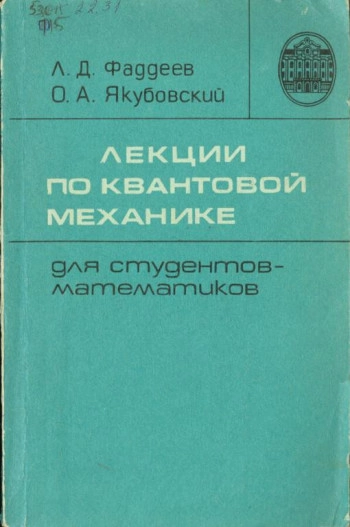 Л. Д. Фаддеев
О. А. Якубовский
ЛЕКЦИИ
ПО КВАНТОВОЙ
МЕХАНИКЕ
для студентов-
математиков